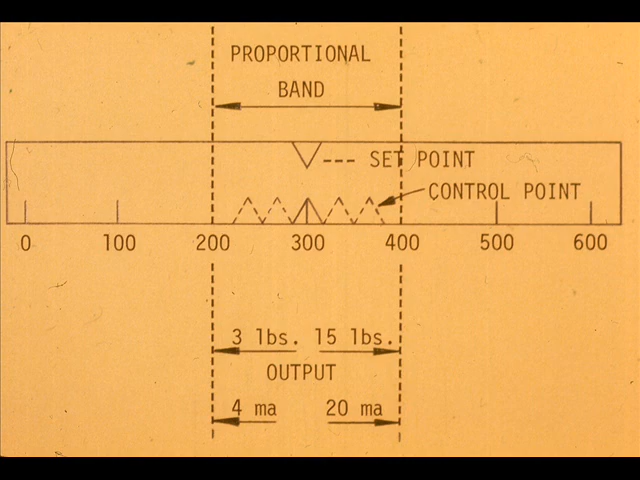 PROPORTIONAL
BAND
--- SET POINT
CONTROL POINT
0 100 200 300 400 500 600
3 lbs. 15 lbs.
OUTPUT
4 ma 20 ma